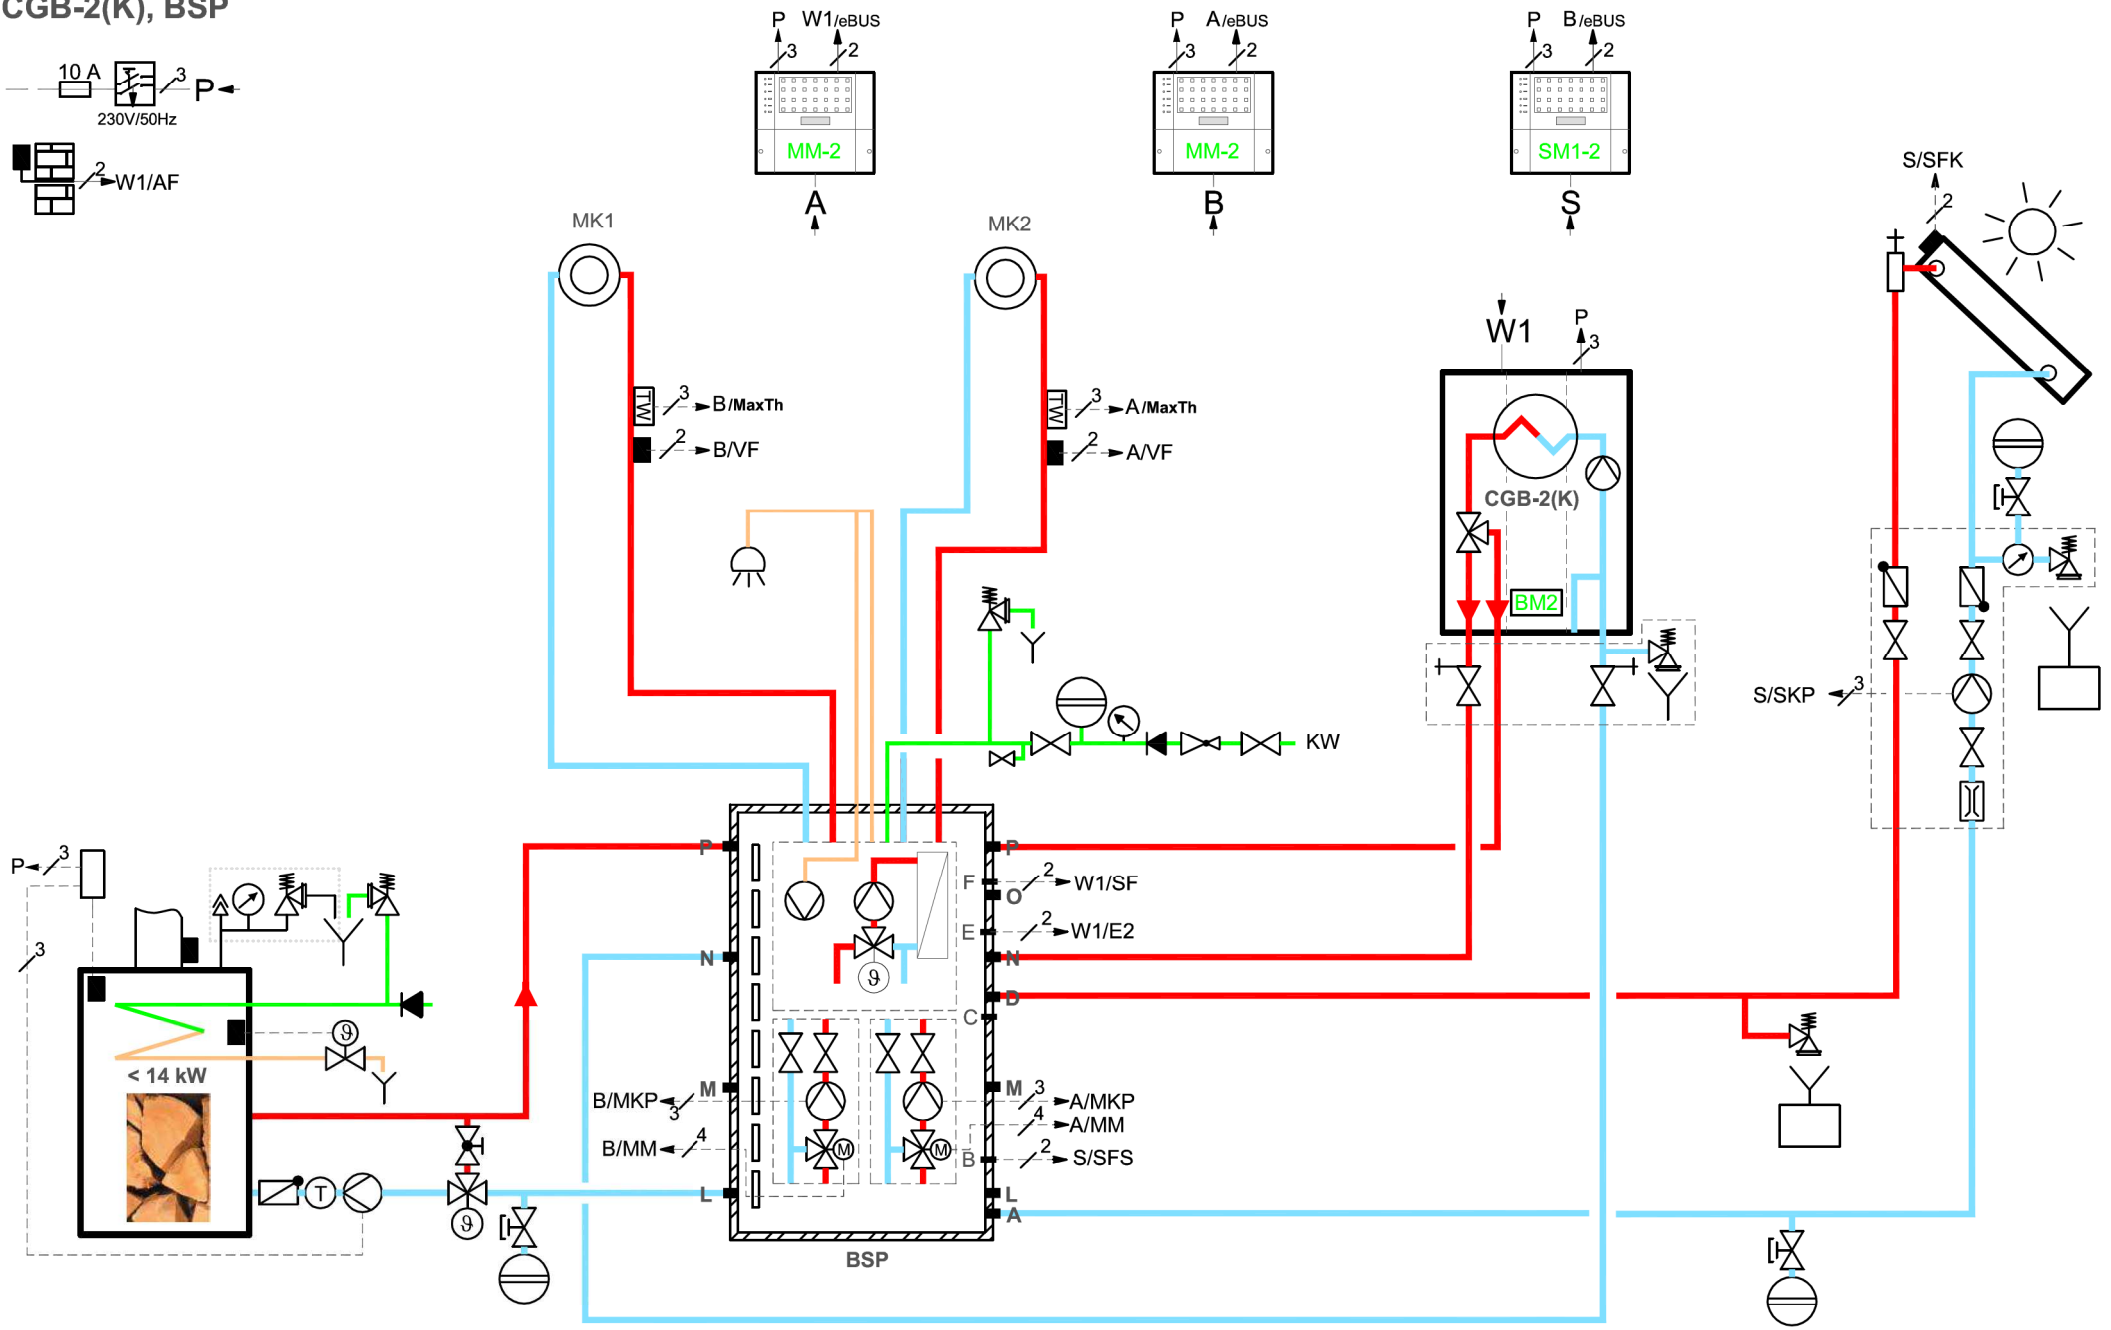 CGB-2(K), BSP
P W1/eBUS
3 2
MM-2
A
P A/eBUS
3 2
MM-2
B
P B/eBUS
3 2
SM1-2
S
10 A
3 P
230V/50Hz
2
W1/AF
S/SFK
2
MK1
MK2
W1
P
3
3
B/MaxTh
2
B/VF
3
A/MaxTh
2
A/VF
TW
TW
CGB-2(K)
BM2
S/SKP 3
KW
P 3
3
P
P
F 2 W1/SF
O
E 2 W1/E2
N
N
ϑ
D
C
ϑ
< 14 kW
M
M 3
B/MKP 3
A/MKP
4 A/MM
B/MM 4
M
M
B 2 S/SFS
T
L
L
A
ϑ
BSP